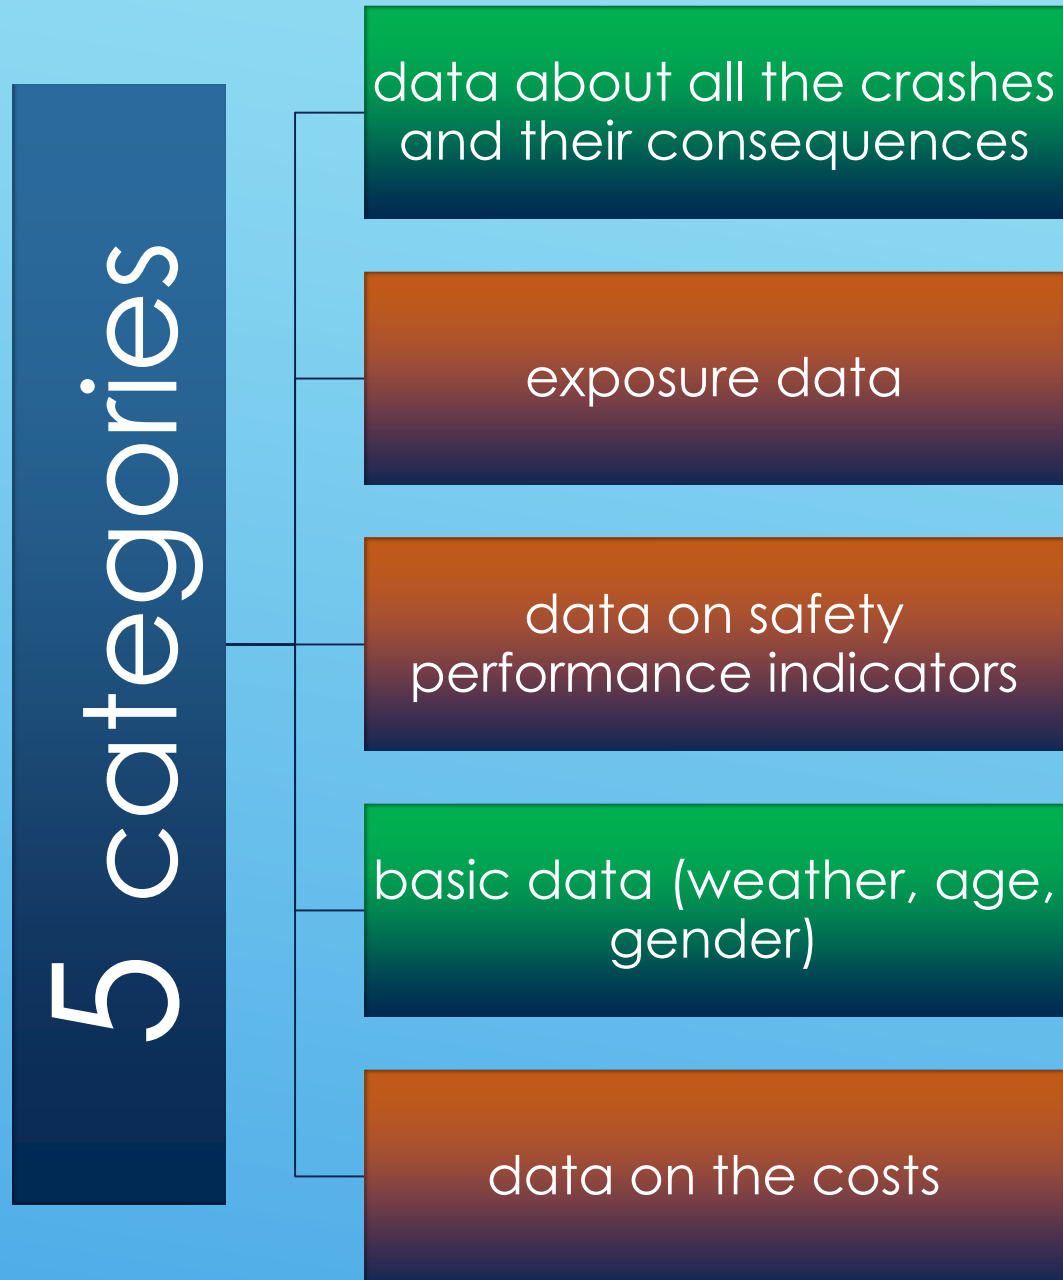 5 categories
data about all the crashes
and their consequences
exposure data
data on safety
performance indicators
basic data (weather, age,
gender)
data on the costs